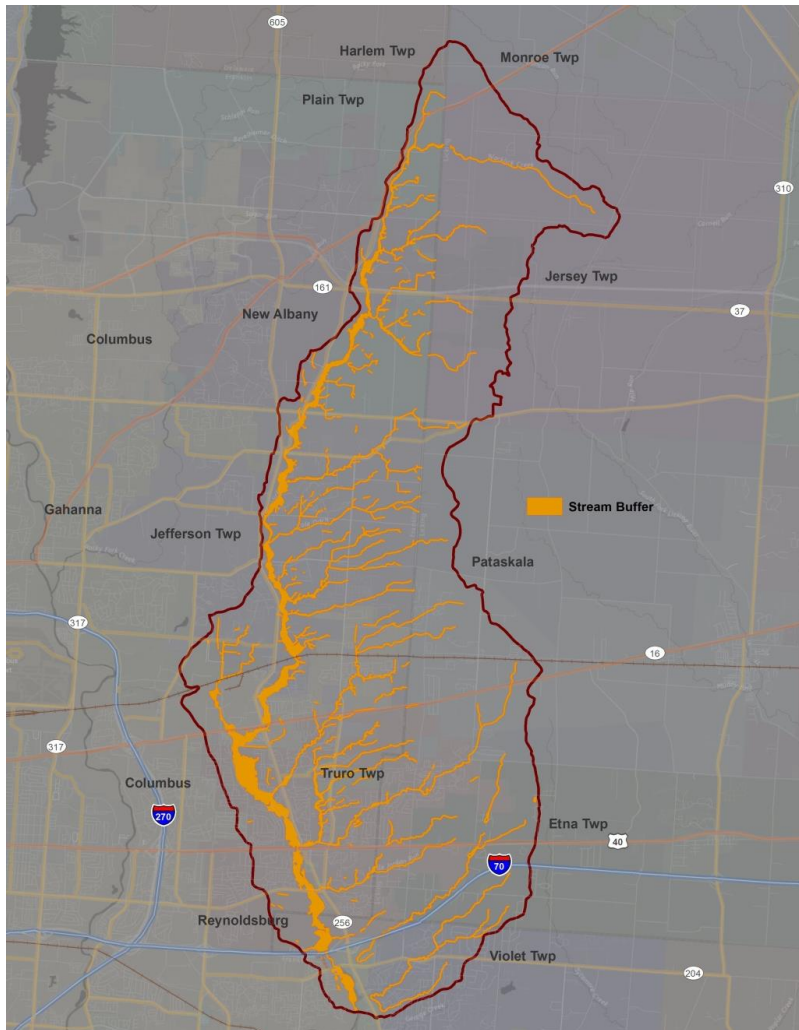 605
Harlem Twp
Monroe Twp
Plain Twp
310
Jersey Twp
161
New Albany
37
Columbus
Stream Buffer
Gahanna
Jefferson Twp
Pataskala
317
16
317
Truro Twp
Columbus
270
Etna Twp
40
70
Reynoldsburg
256
Violet Twp
204